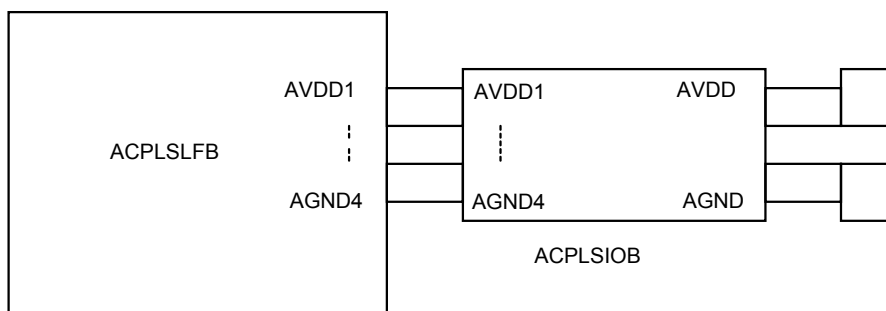 AVDD1
AVDD1
AVDD
ACPLSLFB
AGND4
AGND4
AGND
ACPLSIOB